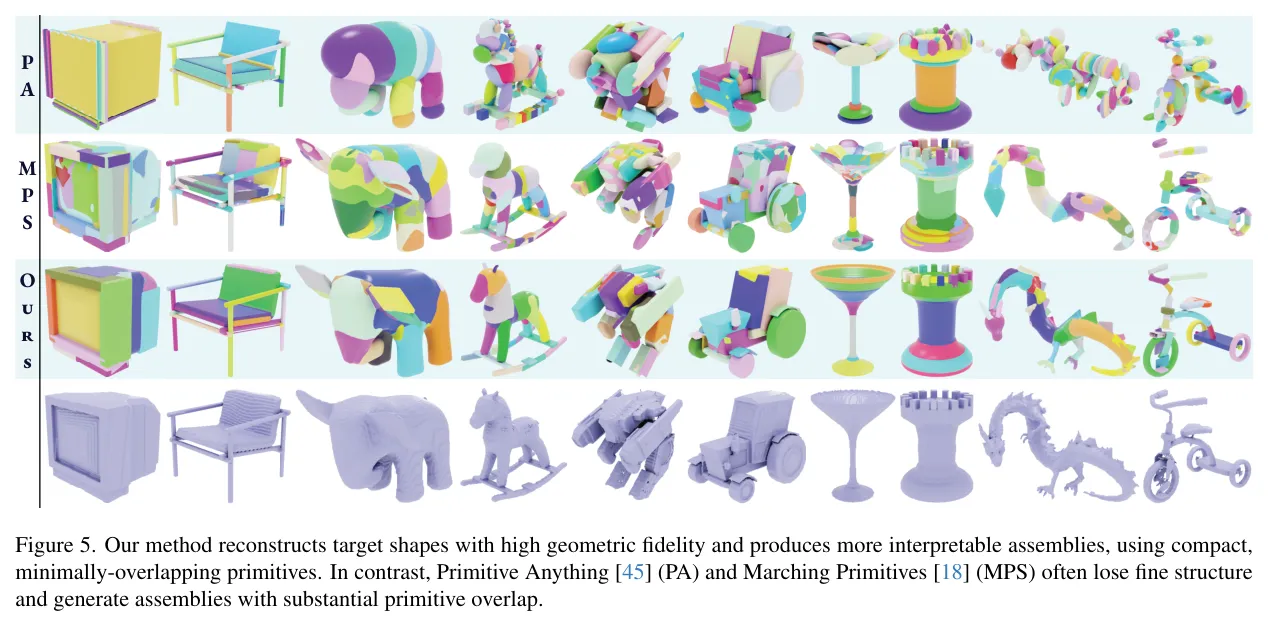 P
A
M
P
S
OURS
Figure 5. Our method reconstructs target shapes with high geometric fidelity and produces more interpretable assemblies, using compact,
minimally-overlapping primitives. In contrast, Primitive Anything [45] (PA) and Marching Primitives [18] (MPS) often lose fine structure
and generate assemblies with substantial primitive overlap.